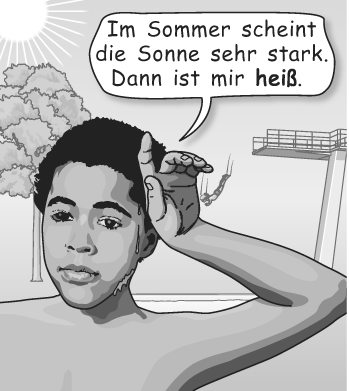 Im Sommer scheint
die Sonne sehr stark.
Dann ist mir heiß.